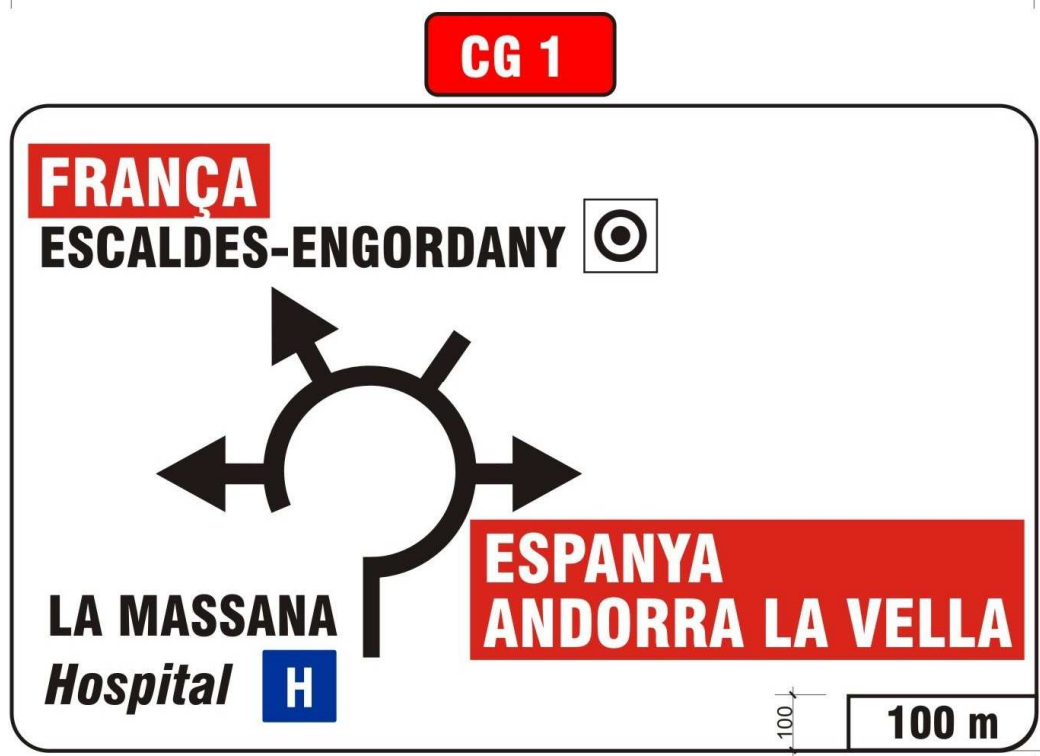 CG 1
FRANÇA
ESCALDES-ENGORDANY
ESPANYA
ANDORRA LA VELLA
LA MASSANA
Hospital H
100
100 m